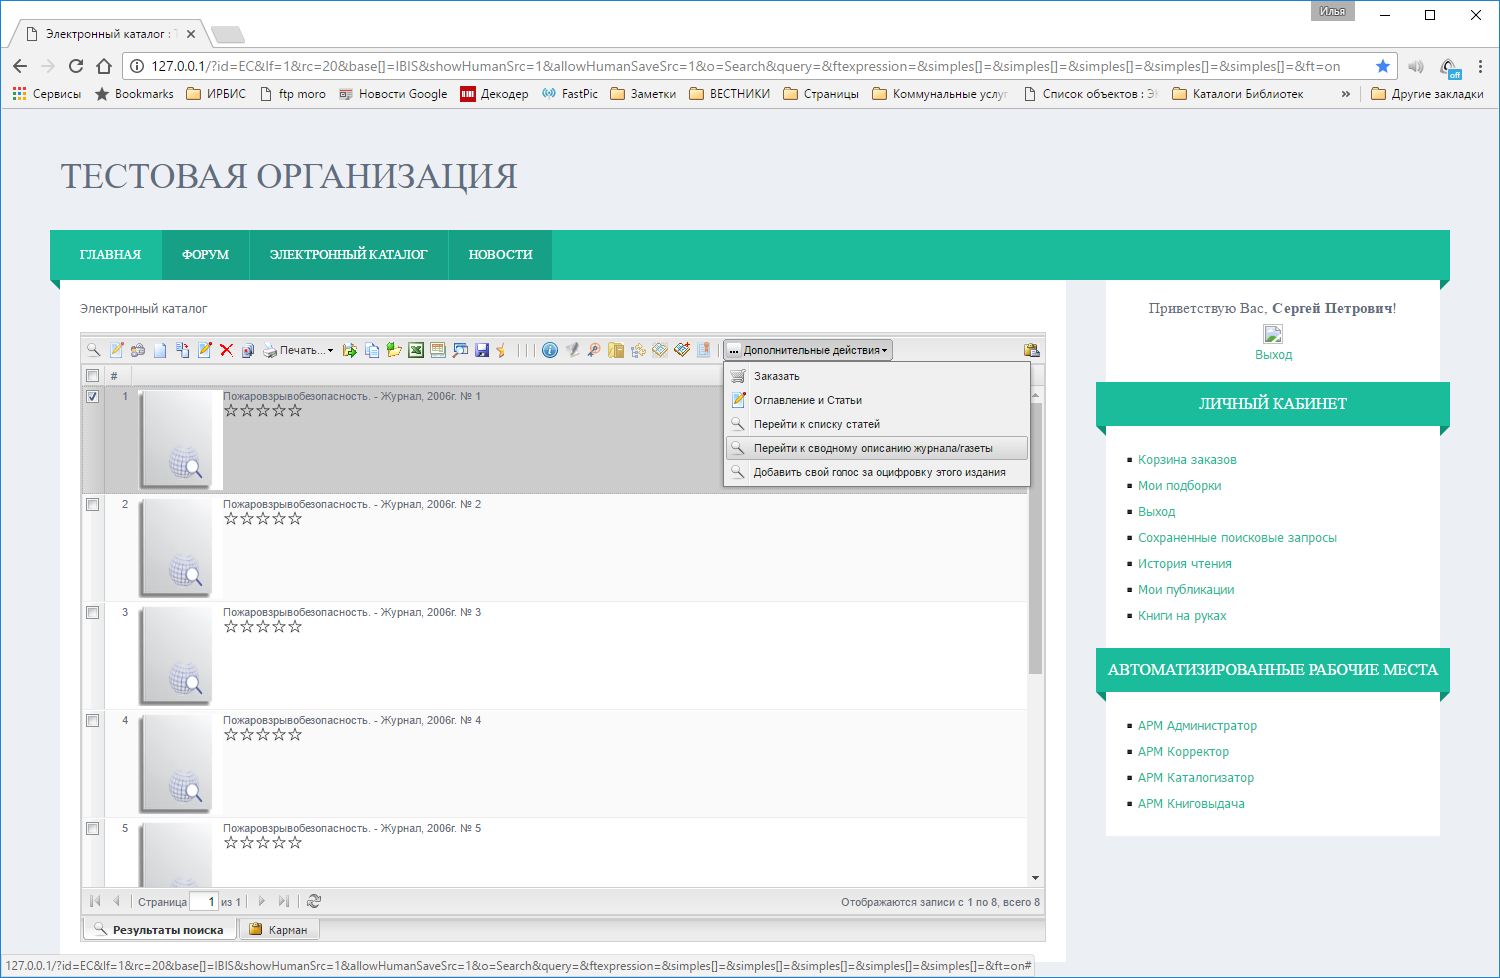 Илья
Электронный каталог : Т
127.0.0.1/?id=EC&lf=1&rc=20&base[]=IBIS&showHumanSrc=1&allowHumanSaveSrc=1&o=Search&query=&ftexpression=&simples[]=&simples[]=&simples[]=&simples[]=&simples[]=&ft=on
off
Сервисы Bookmarks ИРБИС ftp moro Новости Google Декодер FastPic Заметки ВЕСТНИКИ Страницы Коммунальные услуг Список объектов : Эк Каталоги Библиотек » Другие закладки
ТЕСТОВАЯ ОРГАНИЗАЦИЯ
ГЛАВНАЯ ФОРУМ ЭЛЕКТРОННЫЙ КАТАЛОГ НОВОСТИ
Электронный каталог
Печать... ... Дополнительные действия
#
Заказать
Оглавление и Статьи
Перейти к списку статей
Перейти к сводному описанию журнала/газеты
Добавить свой голос за оцифровку этого издания
1 Пожаровзрывобезопасность. - Журнал, 2006г. № 1
2 Пожаровзрывобезопасность. - Журнал, 2006г. № 2
3 Пожаровзрывобезопасность. - Журнал, 2006г. № 3
4 Пожаровзрывобезопасность. - Журнал, 2006г. № 4
5 Пожаровзрывобезопасность. - Журнал, 2006г. № 5
Страница 1 из 1
Отображаются записи с 1 по 8, всего 8
Результаты поиска Карман
Приветствую Вас, Сергей Петрович!
Выход
ЛИЧНЫЙ КАБИНЕТ
Корзина заказов
Мои подборки
Выход
Сохраненные поисковые запросы
История чтения
Мои публикации
Книги на руках
АВТОМАТИЗИРОВАННЫЕ РАБОЧИЕ МЕСТА
АРМ Администратор
АРМ Корректор
АРМ Каталогизатор
АРМ Книговыдача
127.0.0.1/?id=EC&lf=1&rc=20&base[]=IBIS&showHumanSrc=1&allowHumanSaveSrc=1&o=Search&query=&ftexpression=&simples[]=&simples[]=&simples[]=&simples[]=&simples[]=&ft=on#